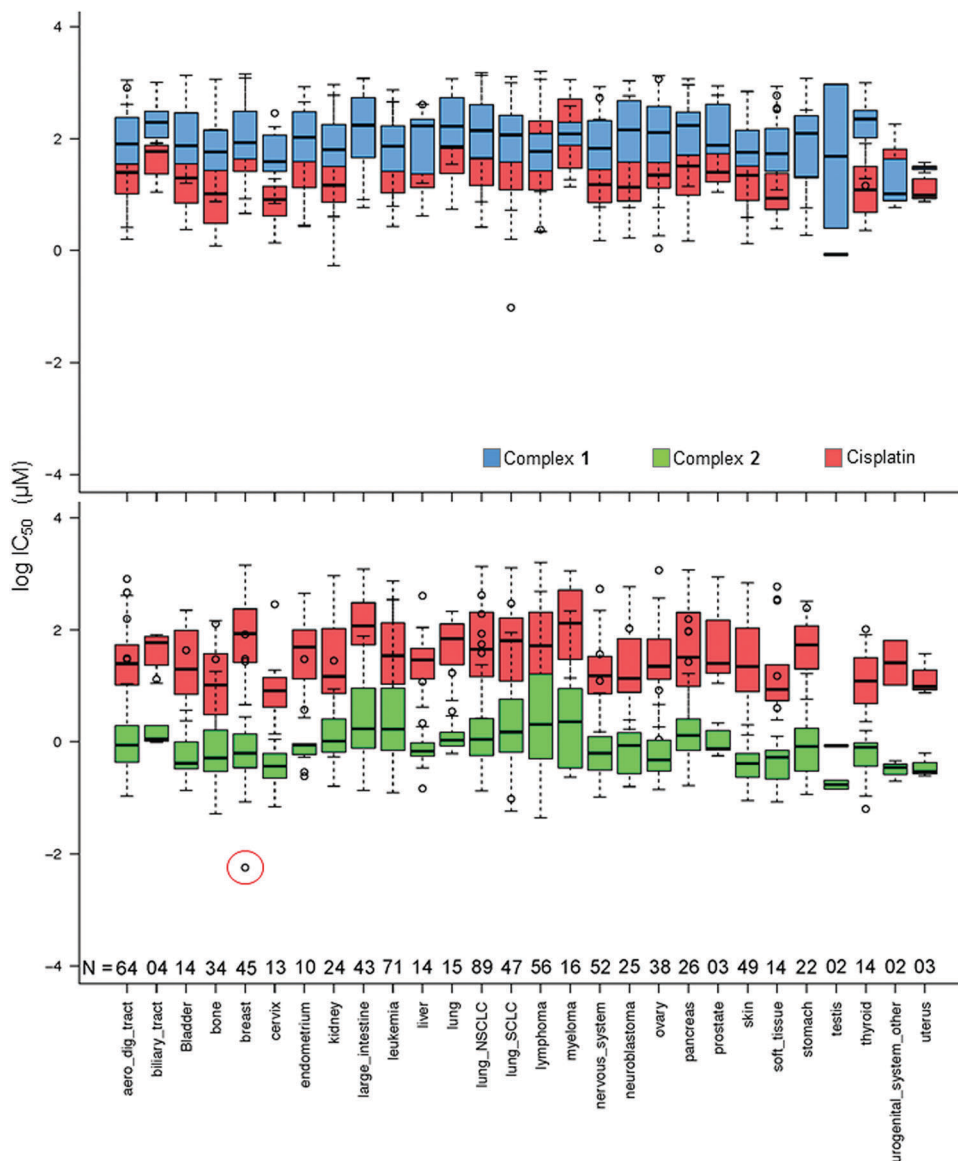 4
2
0
−2
−4
Complex 1
Complex 2
Cisplatin
log IC50 (µM)
4
2
0
−2
−4
N = 64 04 14 34 45 13 10 24 43 71 14 15 89 47 56 16 52 25 38 26 03 49 14 22 02 14 02 03
aero_dig_tract
biliary_tract
Bladder
bone
breast
cervix
endometrium
kidney
large_intestine
leukemia
liver
lung
lung_NSCLC
lung_SCLC
lymphoma
myeloma
nervous_system
neuroblastoma
ovary
pancreas
prostate
skin
soft_tissue
stomach
testis
thyroid
urogenital_system_other
uterus